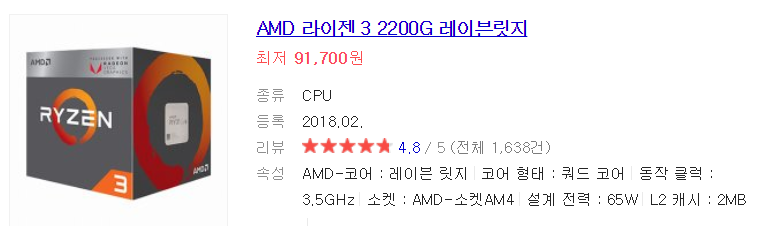 AMD 라이젠 3 2200G 레이븐릿지
최저 91,700원
종류 CPU
등록 2018.02.
리뷰 4.8 / 5 (전체 1,638건)
속성 AMD-코어 : 레이븐 릿지 | 코어 형태 : 쿼드 코어 | 동작 클럭 :
3.5GHz | 소켓 : AMD-소켓AM4 | 설계 전력 : 65W | L2 캐시 : 2MB
AMD
RADEON
RYZEN
AMD
3